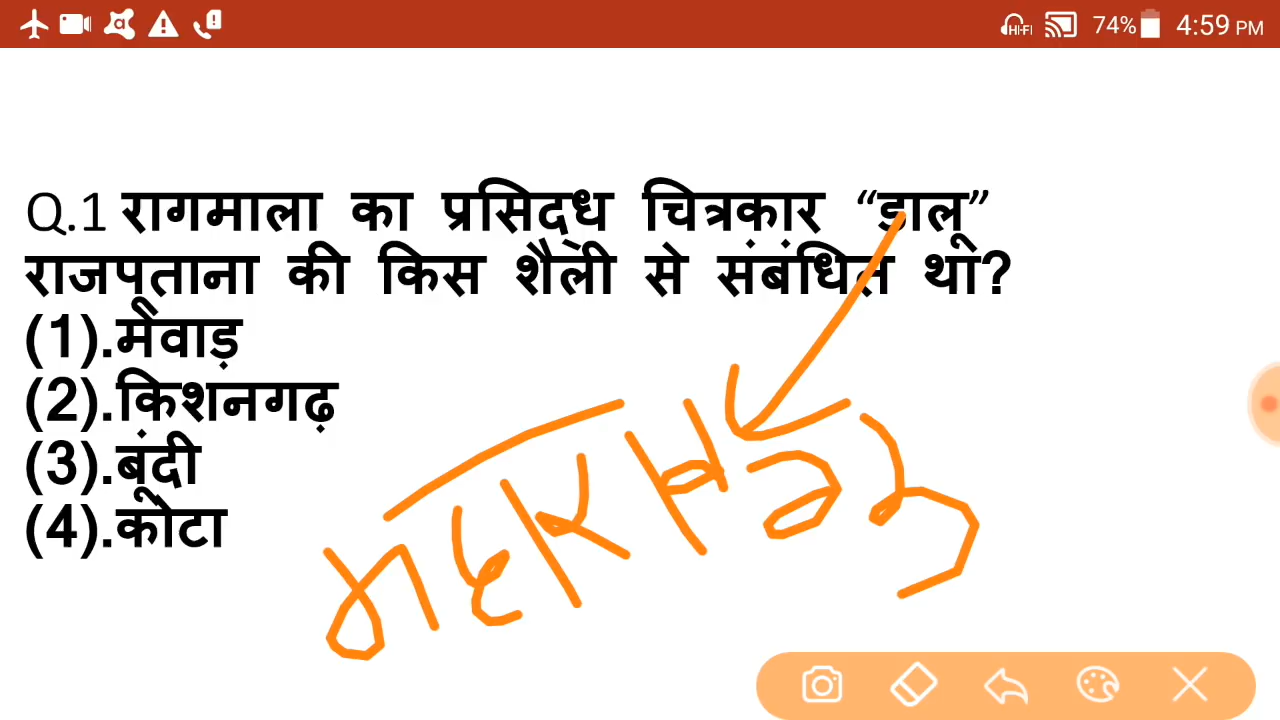 74% 4:59 PM
Q.1 रागमाला का प्रसिद्ध चित्रकार “डालू”
राजपूताना की किस शैली से संबंधित था?
(1).मेवाड़
(2).किशनगढ़
(3).बूंदी
(4).कोटा